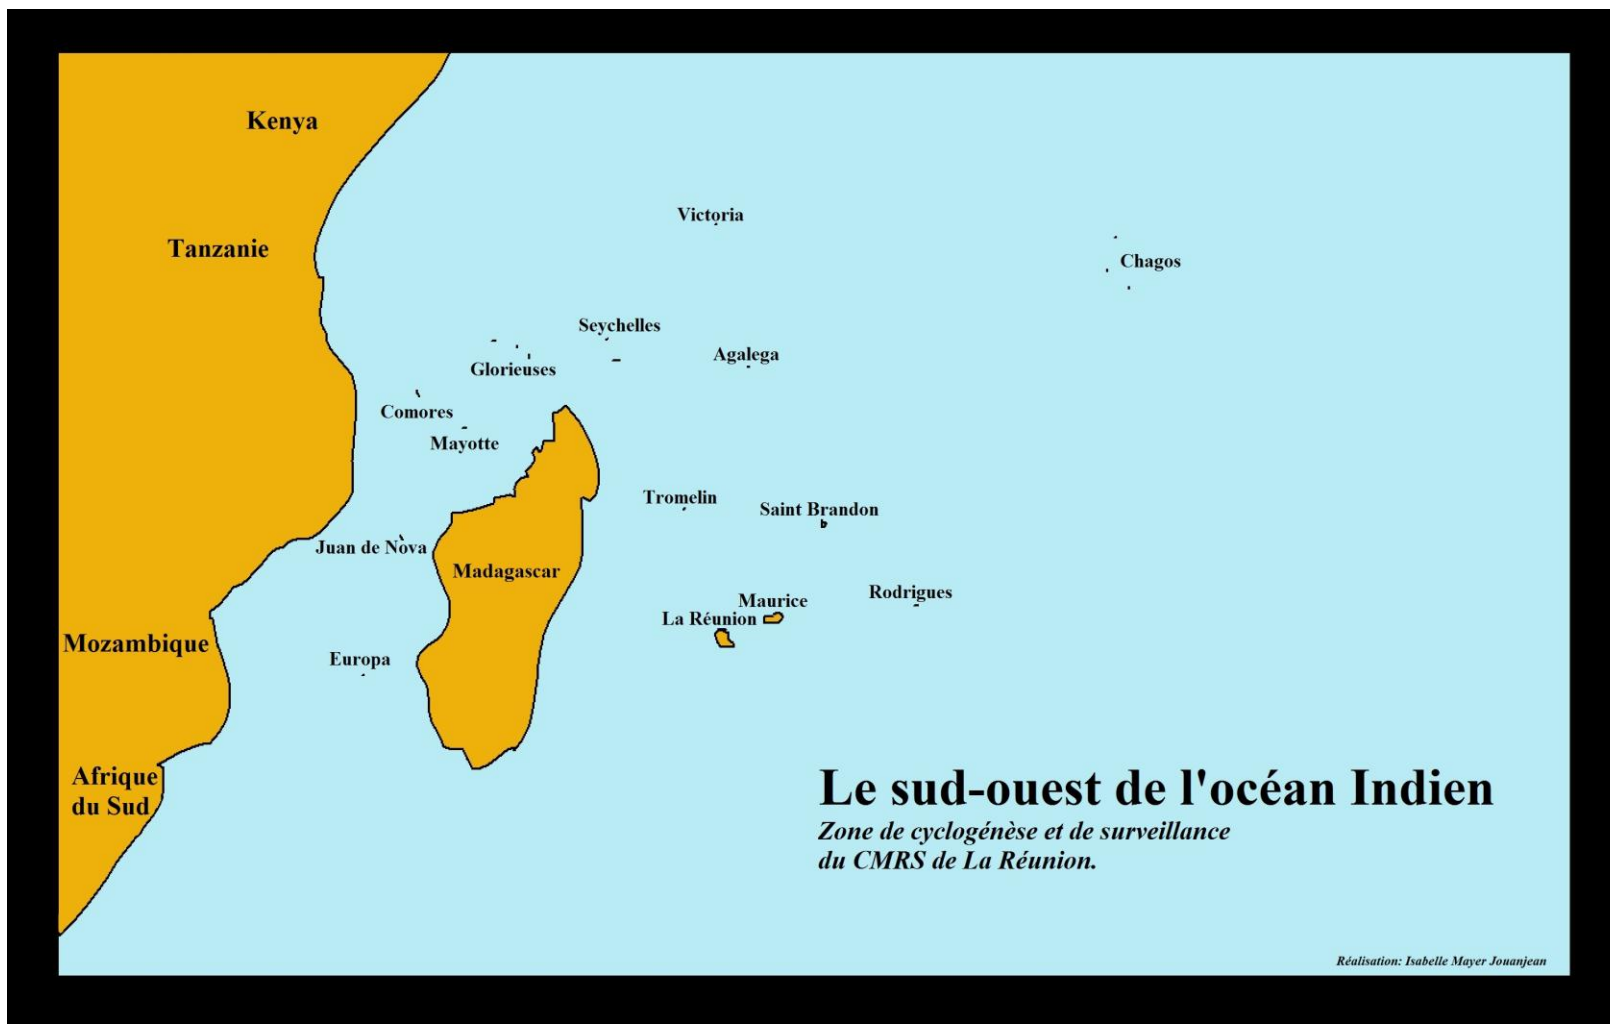 Kenya
Victoria
Tanzanie
Chagos
Seychelles
Agalega
Glorieuses
Comores
Mayotte
Tromelin
Saint Brandon
Juan de Nova
Madagascar
Rodrigues
Maurice
La Réunion
Mozambique
Europa
Afrique
du Sud
Le sud-ouest de l'océan Indien
Zone de cyclogénèse et de surveillance
du CMRS de La Réunion.
Réalisation: Isabelle Mayer Jouanjean